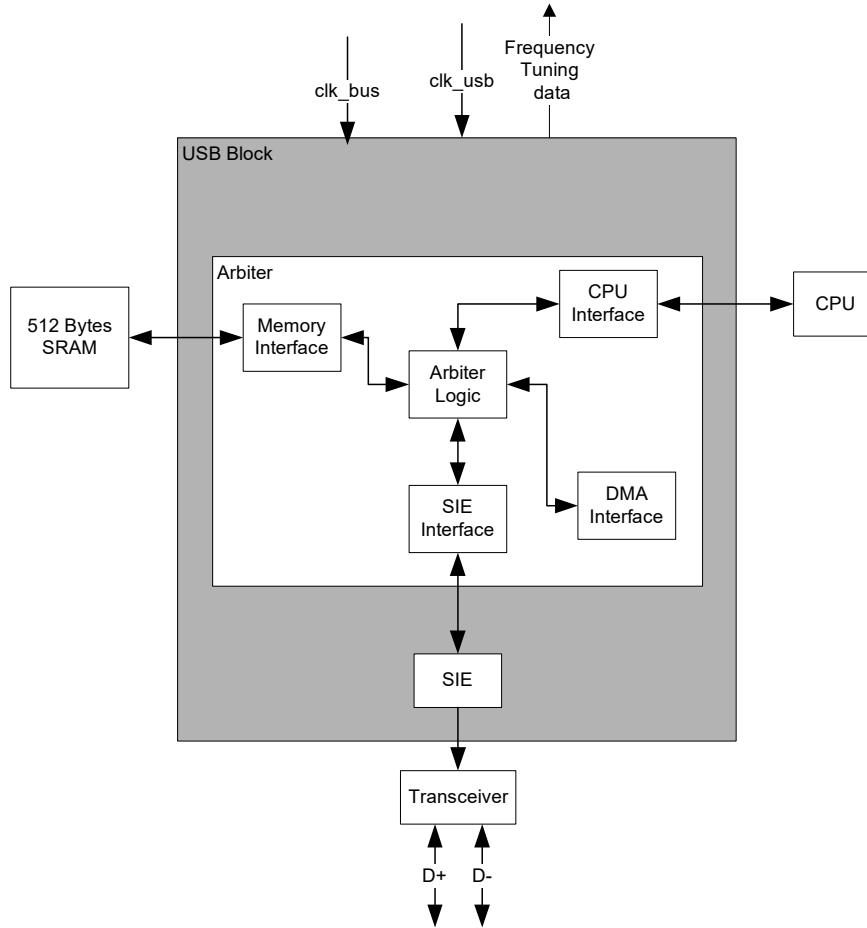 Frequency
Tuning
data
clk_bus
clk_usb
USB Block
Arbiter
512 Bytes
SRAM
Memory
Interface
CPU
Interface
CPU
Arbiter
Logic
SIE
Interface
DMA
Interface
SIE
Transceiver
D+
D-